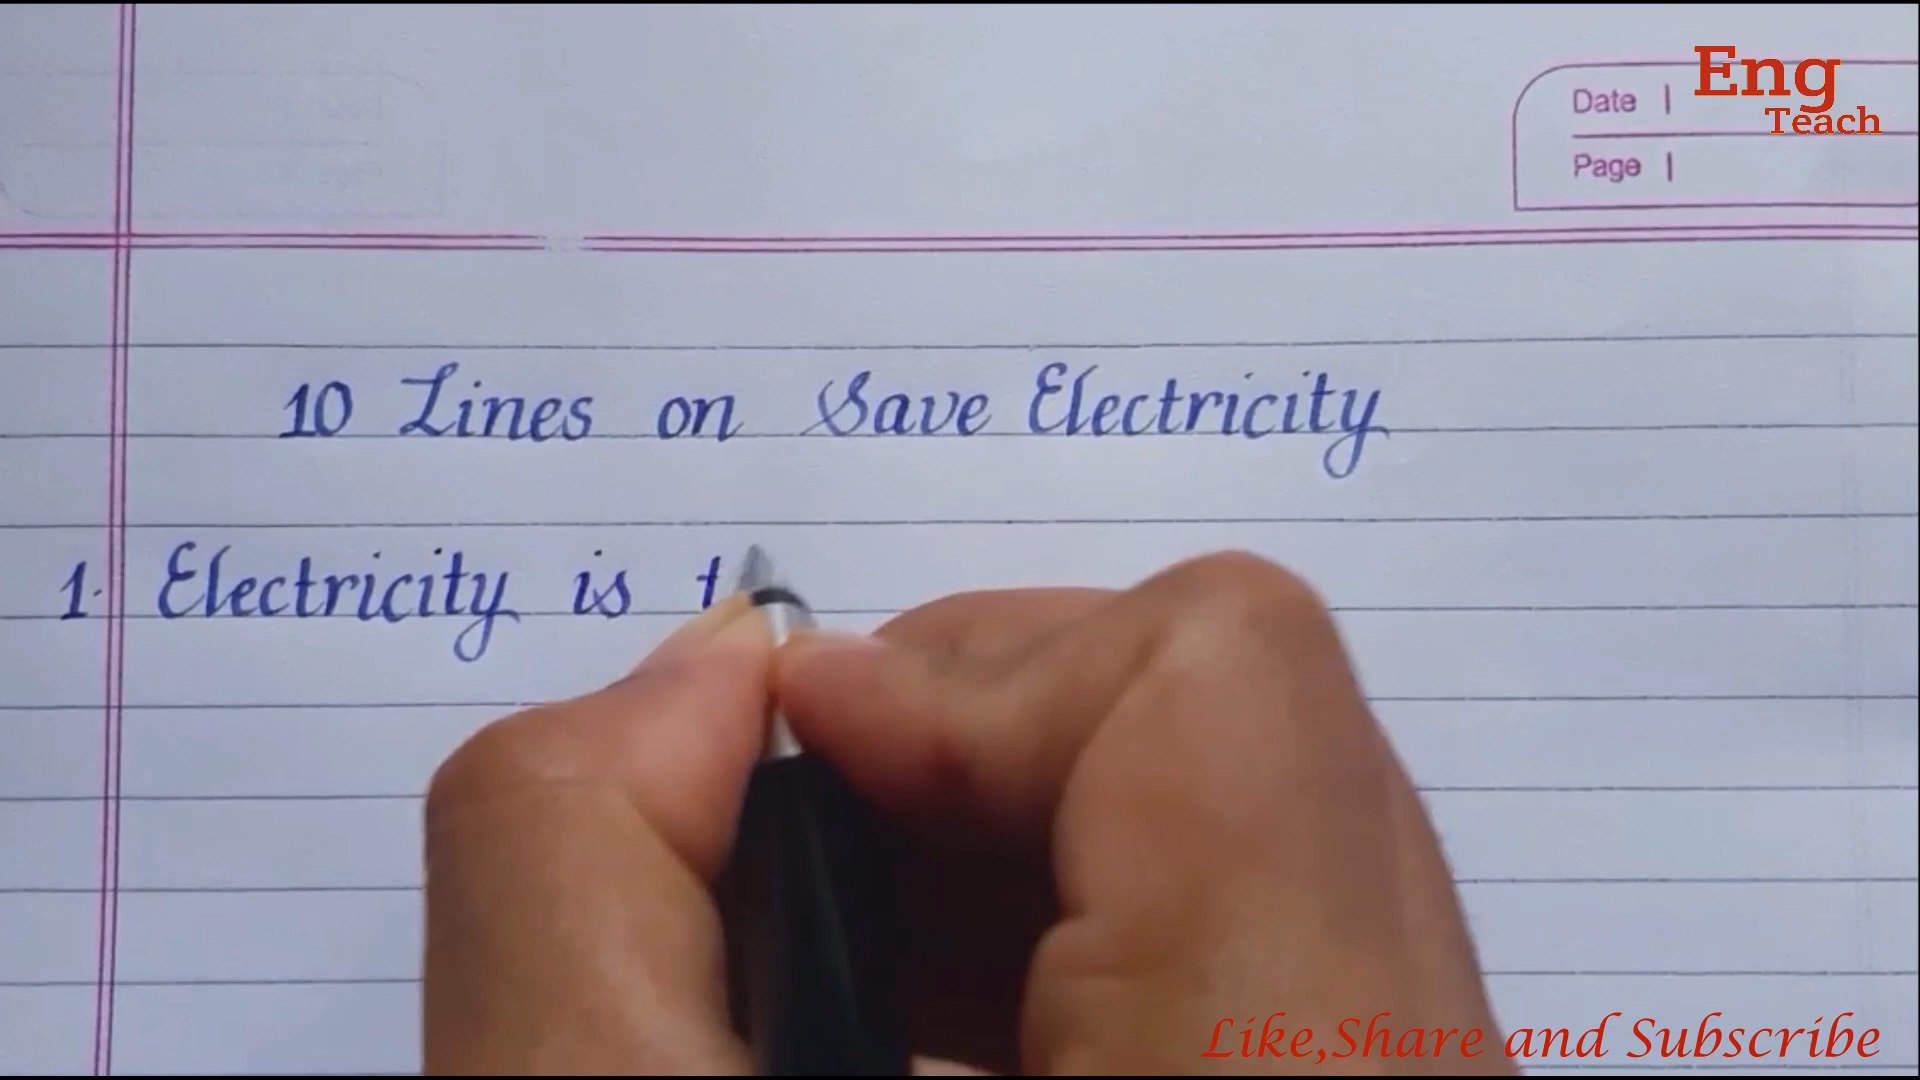 Eng
Teach
Date
Page
10 Lines on Save Electricity
1. Electricity is t
Like,Share and Subscribe